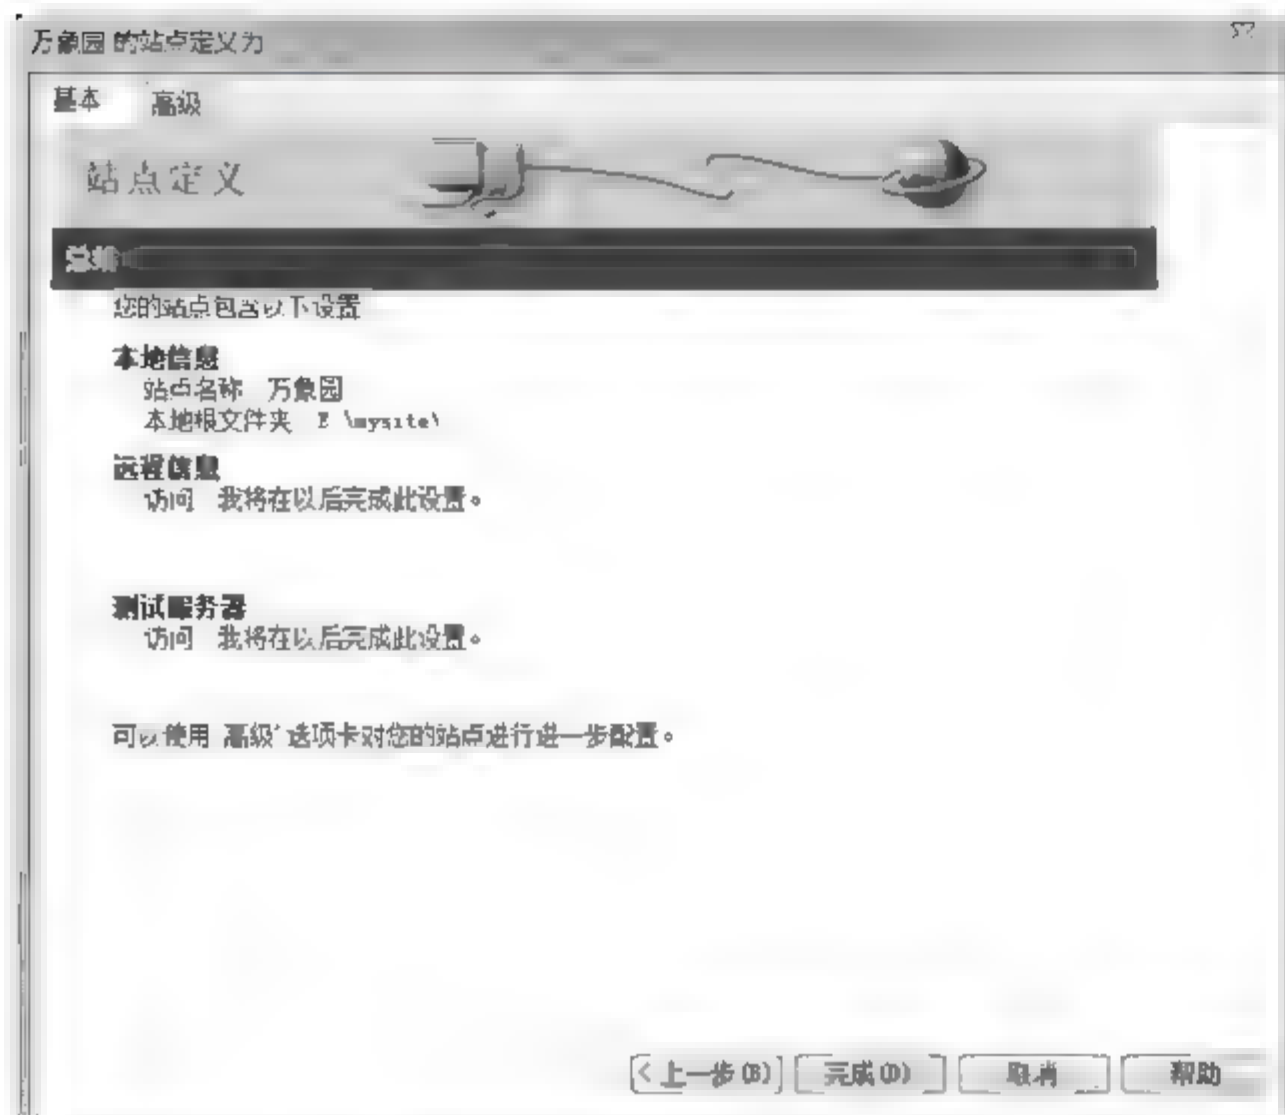 万象园 的站点定义为
基本 高级
站点定义
总结
您的站点包含以下设置
本地信息
站点名称 万象园
本地根文件夹 E \mysite\
远程信息
访问 我将在以后完成此设置。
测试服务器
访问 我将在以后完成此设置。
可以使用 高级" 选项卡对您的站点进行进一步配置。
< 上一步(B) 完成(D) 取消 帮助